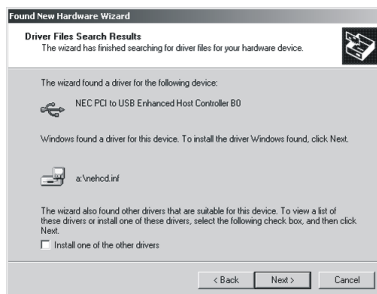 Found New Hardware Wizard
Driver Files Search Results
The wizard has finished searching for driver files for your hardware device.
The wizard found a driver for the following device:
NEC PCI to USB Enhanced Host Controller B0
Windows found a driver for this device. To install the driver Windows found, click Next.
a:\nehcd.inf
The wizard also found other drivers that are suitable for this device. To view a list of
these drivers or install one of these drivers, select the following check box, and then click
Next.
Install one of the other drivers
< Back
Next >
Cancel